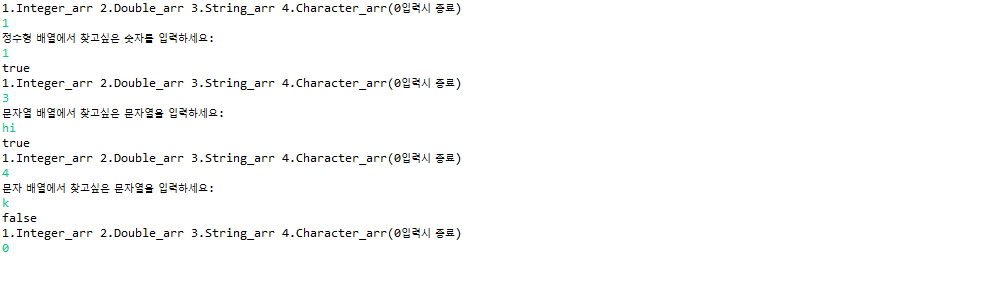 1.Integer_arr 2.Double_arr 3.String_arr 4.Character_arr(0입력시 종료)
1
정수형 배열에서 찾고싶은 숫자를 입력하세요:
1
true
1.Integer_arr 2.Double_arr 3.String_arr 4.Character_arr(0입력시 종료)
3
문자열 배열에서 찾고싶은 문자열을 입력하세요:
hi
true
1.Integer_arr 2.Double_arr 3.String_arr 4.Character_arr(0입력시 종료)
4
문자 배열에서 찾고싶은 문자열을 입력하세요:
k
false
1.Integer_arr 2.Double_arr 3.String_arr 4.Character_arr(0입력시 종료)
0